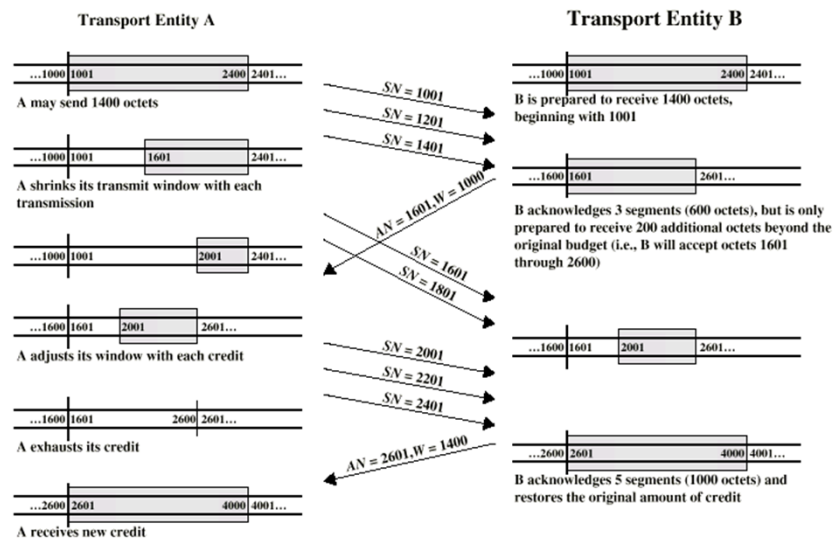 Transport Entity A
Transport Entity B
...1000 1001 2400 2401...
A may send 1400 octets
SN = 1001
SN = 1201
SN = 1401
...1000 1001 2400 2401...
B is prepared to receive 1400 octets,
beginning with 1001
...1000 1001 1601 2401...
A shrinks its transmit window with each
transmission
AN = 1601,W = 1000
...1600 1601 2601...
B acknowledges 3 segments (600 octets), but is only
prepared to receive 200 additional octets beyond the
original budget (i.e., B will accept octets 1601
through 2600)
...1000 1001 2001 2401...
SN = 1601
SN = 1801
...1600 1601 2001 2601...
A adjusts its window with each credit
SN = 2001
SN = 2201
SN = 2401
...1600 1601 2001 2601...
...1600 1601 2600 2601...
A exhausts its credit
AN = 2601,W = 1400
...2600 2601 4000 4001...
B acknowledges 5 segments (1000 octets) and
restores the original amount of credit
...2600 2601 4000 4001...
A receives new credit